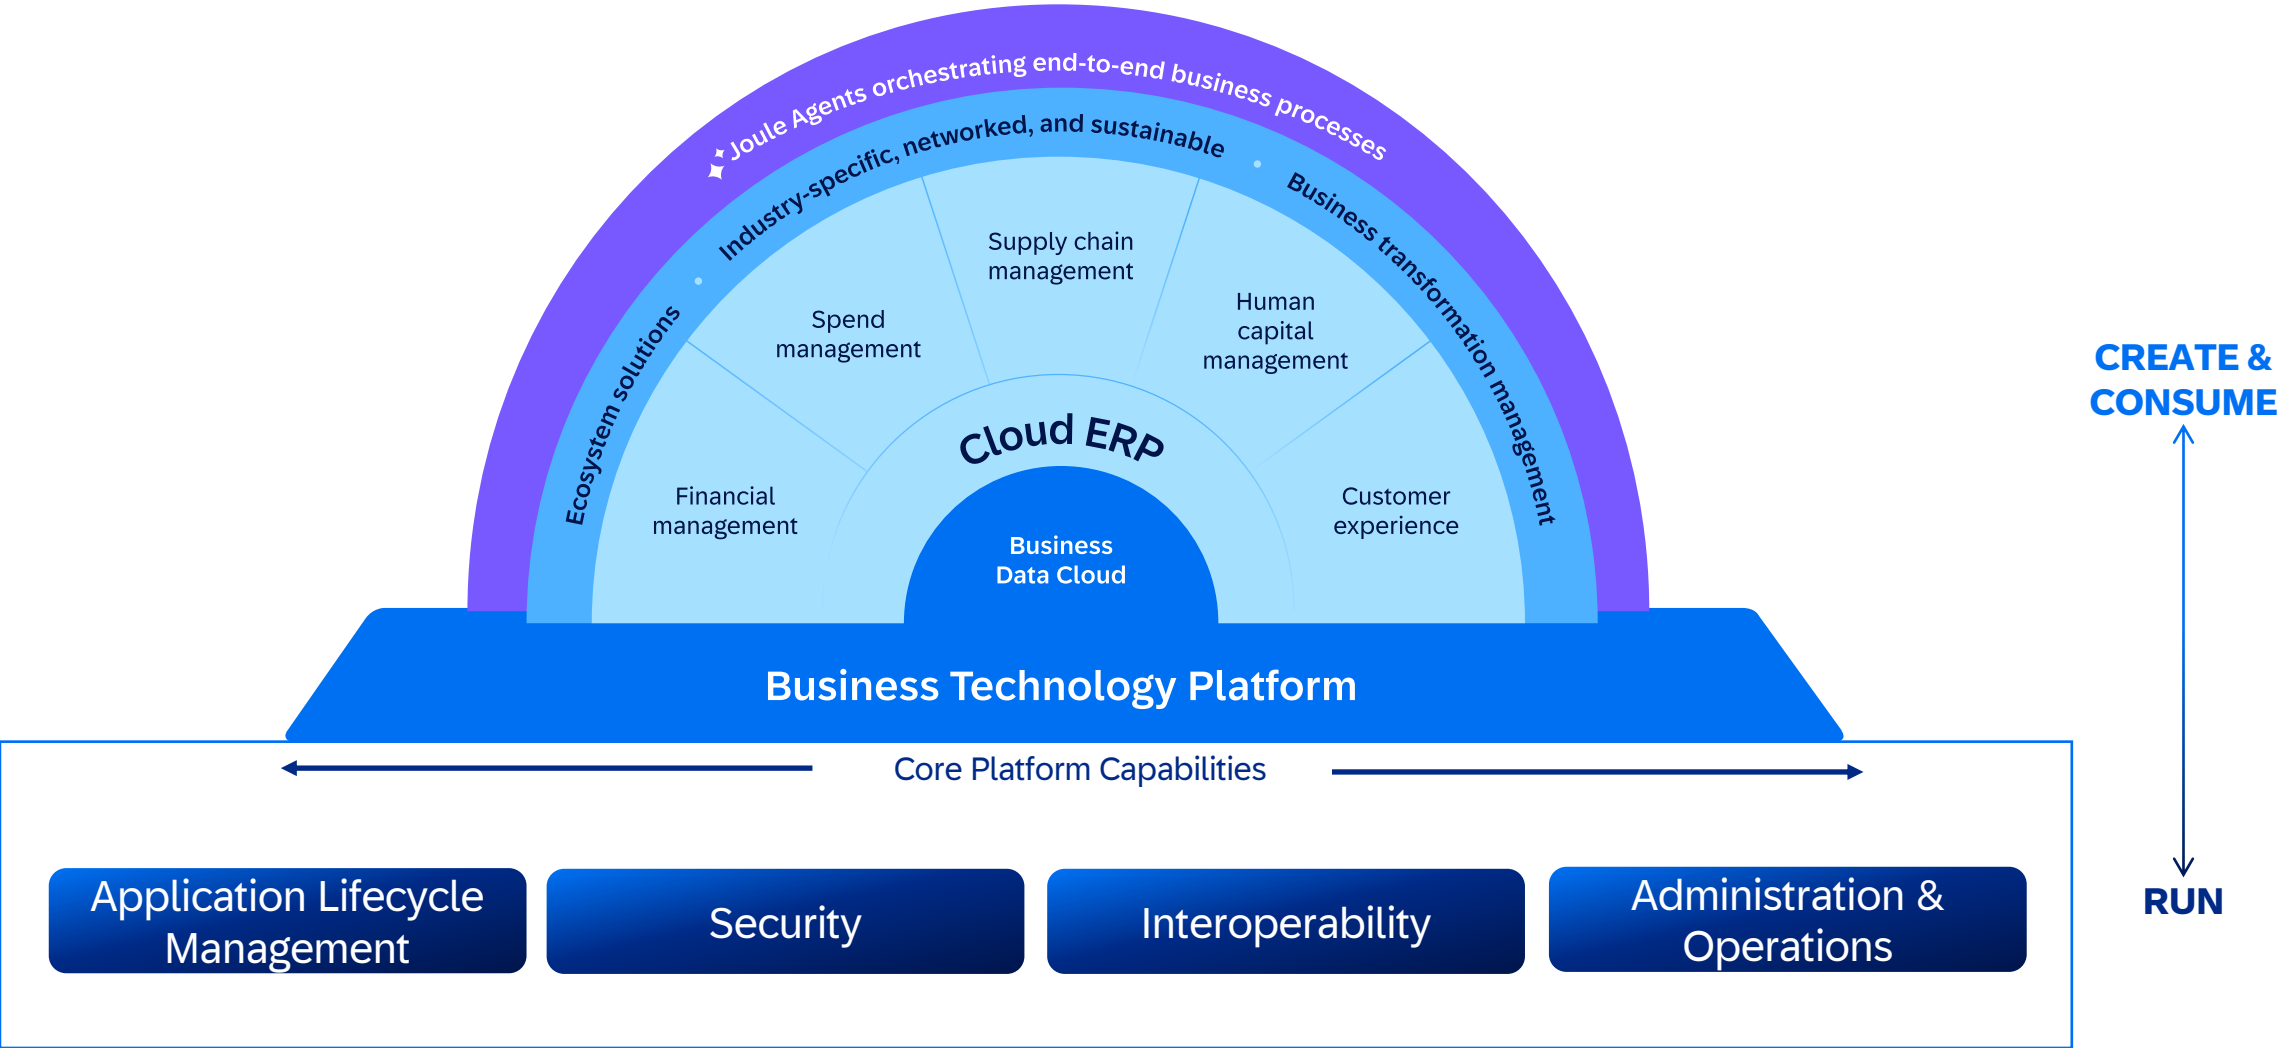 Joule Agents orchestrating end-to-end business processes
Ecosystem solutions • Industry-specific, networked, and sustainable • Business transformation management
Supply chain
management
Spend
management
Human
capital
management
Financial
management
Customer
experience
Cloud ERP
Business
Data Cloud
Business Technology Platform
Core Platform Capabilities
Application Lifecycle
Management
Security
Interoperability
Administration &
Operations
CREATE &
CONSUME
RUN